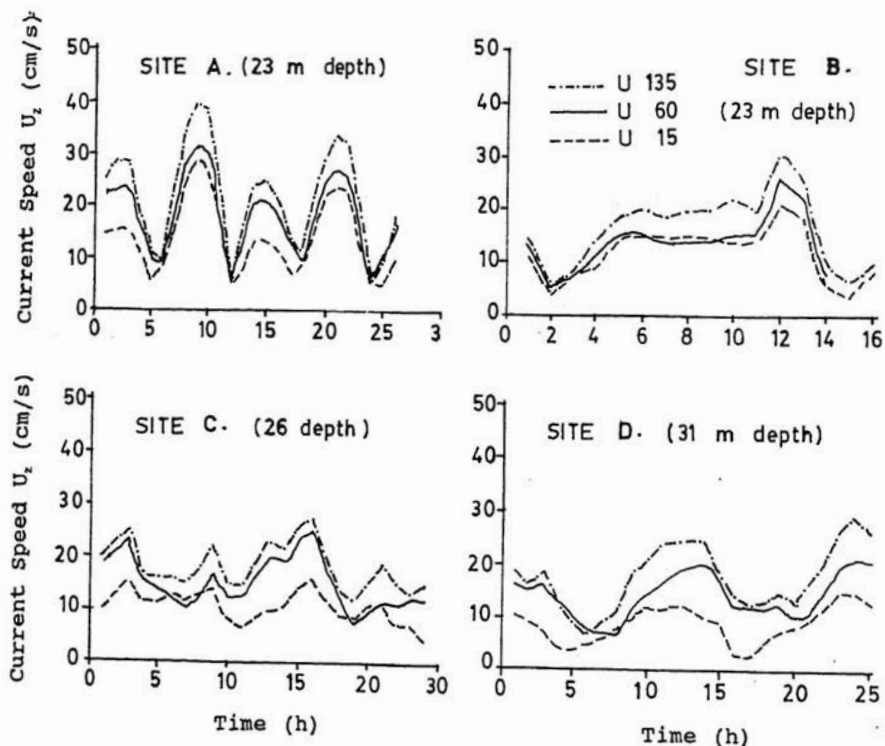 Current Speed U_z (cm/s)
50
40
30
20
10
0
SITE A. (23 m depth)
0 5 10 15 20 25 3
50
40
30
20
10
0
U 135
U 60
U 15
SITE B.
(23 m depth)
0 2 4 6 8 10 12 14 16
Current Speed U_z (cm/s)
50
40
30
20
10
0
SITE C. (26 depth)
0 5 10 15 20 25 30
Time (h)
50
40
30
20
10
0
SITE D. (31 m depth)
0 5 10 15 20 25
Time (h)